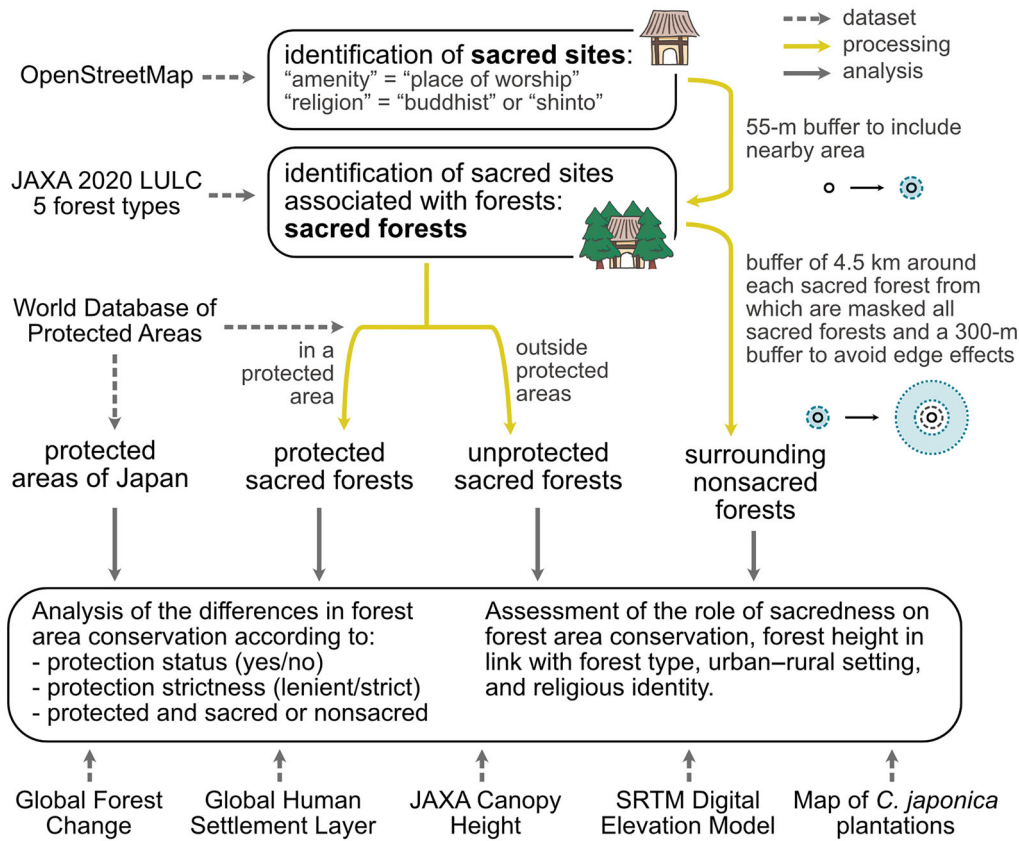 dataset
processing
analysis
OpenStreetMap
identification of sacred sites:
“amenity” = “place of worship”
“religion” = “buddhist” or “shinto”
55-m buffer to include
nearby area
JAXA 2020 LULC
5 forest types
identification of sacred sites
associated with forests:
sacred forests
buffer of 4.5 km around
each sacred forest from
which are masked all
sacred forests and a 300-m
buffer to avoid edge effects
World Database of
Protected Areas
in a
protected
area
outside
protected
areas
protected
areas of Japan
protected
sacred forests
unprotected
sacred forests
surrounding
nonsacred
forests
Analysis of the differences in forest
area conservation according to:
- protection status (yes/no)
- protection strictness (lenient/strict)
- protected and sacred or nonsacred
Assessment of the role of sacredness on
forest area conservation, forest height in
link with forest type, urban–rural setting,
and religious identity.
Global Forest
Change
Global Human
Settlement Layer
JAXA Canopy
Height
SRTM Digital
Elevation Model
Map of C. japonica
plantations